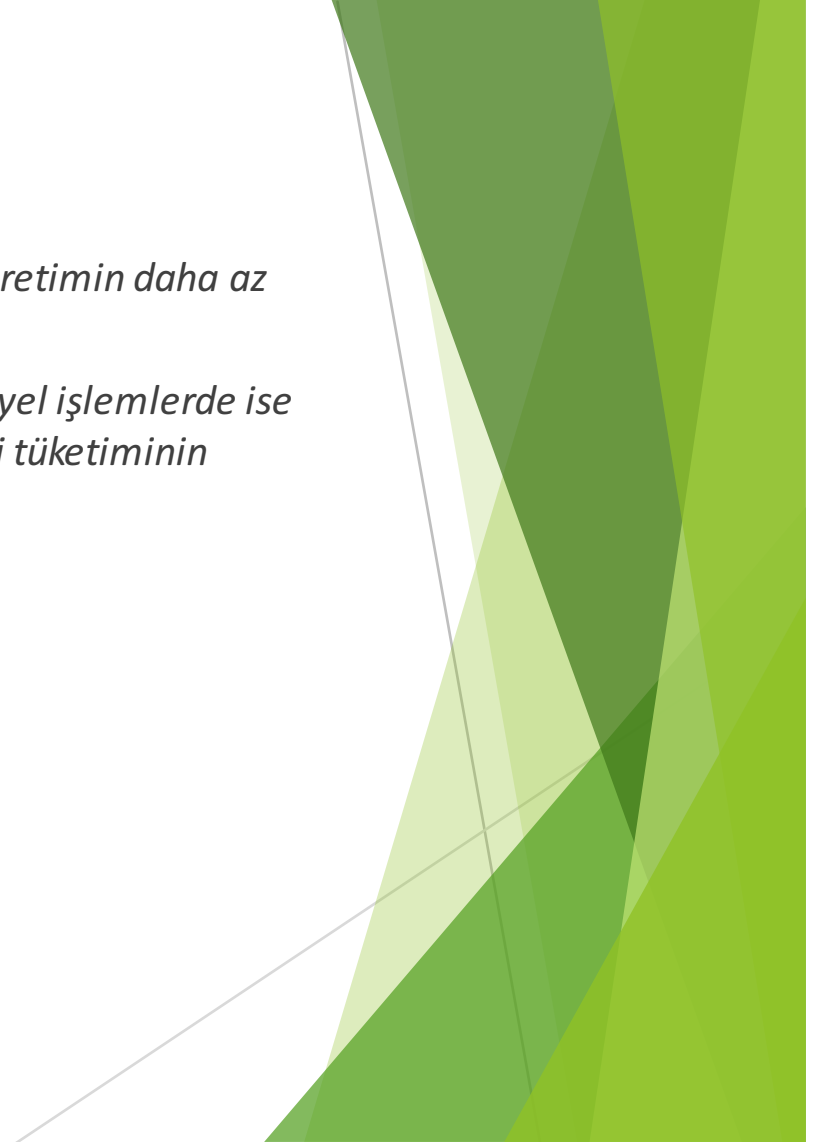 retimin daha az
yel işlemlerde ise
i tüketiminin